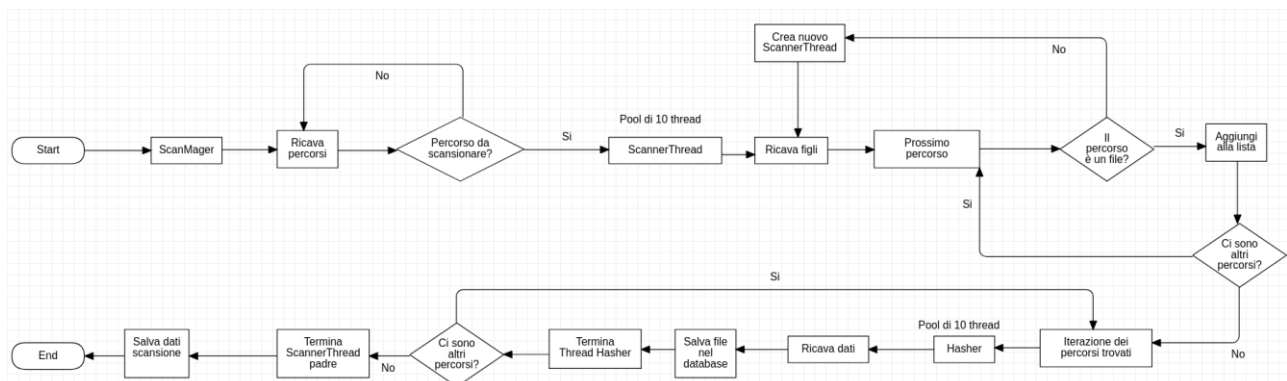 Start
ScanMager
Ricava
percorsi
No
Percorso da
scansionare?
Si
Pool di 10 thread
ScannerThread
Crea nuovo
ScannerThread
Ricava figli
Prossimo
percorso
No
Il
percorso
è un file?
Si
Aggiungi
alla lista
Si
Ci sono
altri
percorsi?
No
Iterazione dei
percorsi trovati
Pool di 10 thread
Hasher
Ricava dati
Salva file
nel
database
Termina
Thread Hasher
Ci sono
altri
percorsi?
Si
No
Termina
ScannerThread
padre
Salva dati
scansione
End